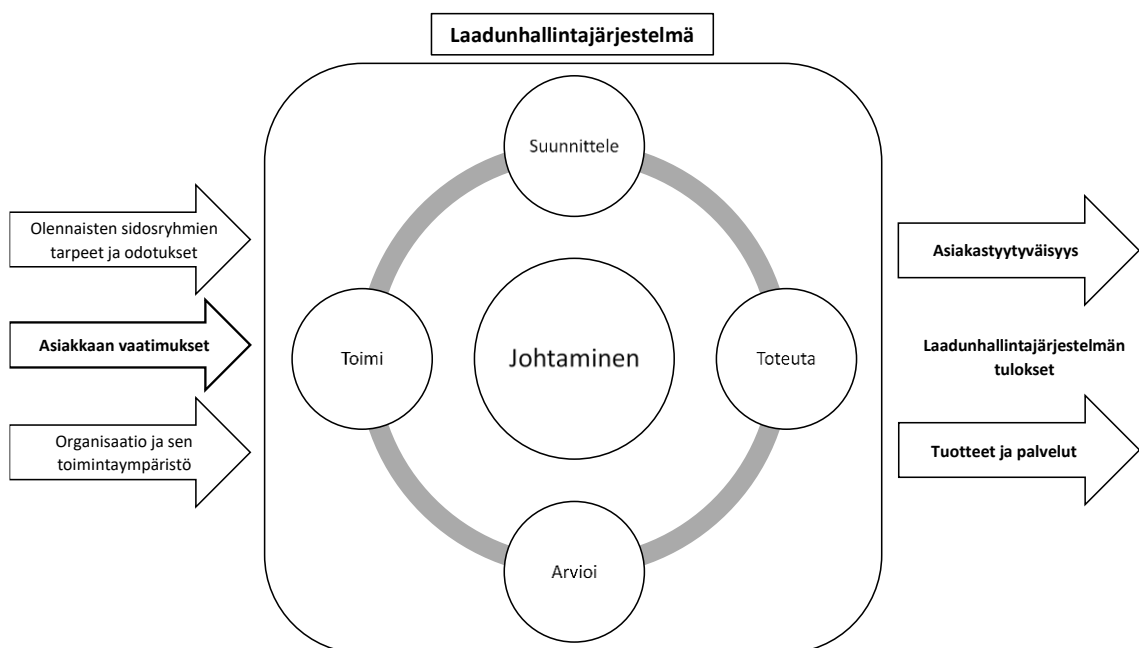 Laadunhallintajärjestelmä
Suunnittele
Olennaisten sidosryhmien
tarpeet ja odotukset
Asiakastyytyväisyys
Asiakkaan vaatimukset
Toimi
Johtaminen
Toteuta
Laadunhallintajärjestelmän
tulokset
Organisaatio ja sen
toimintaympäristö
Tuotteet ja palvelut
Arvioi